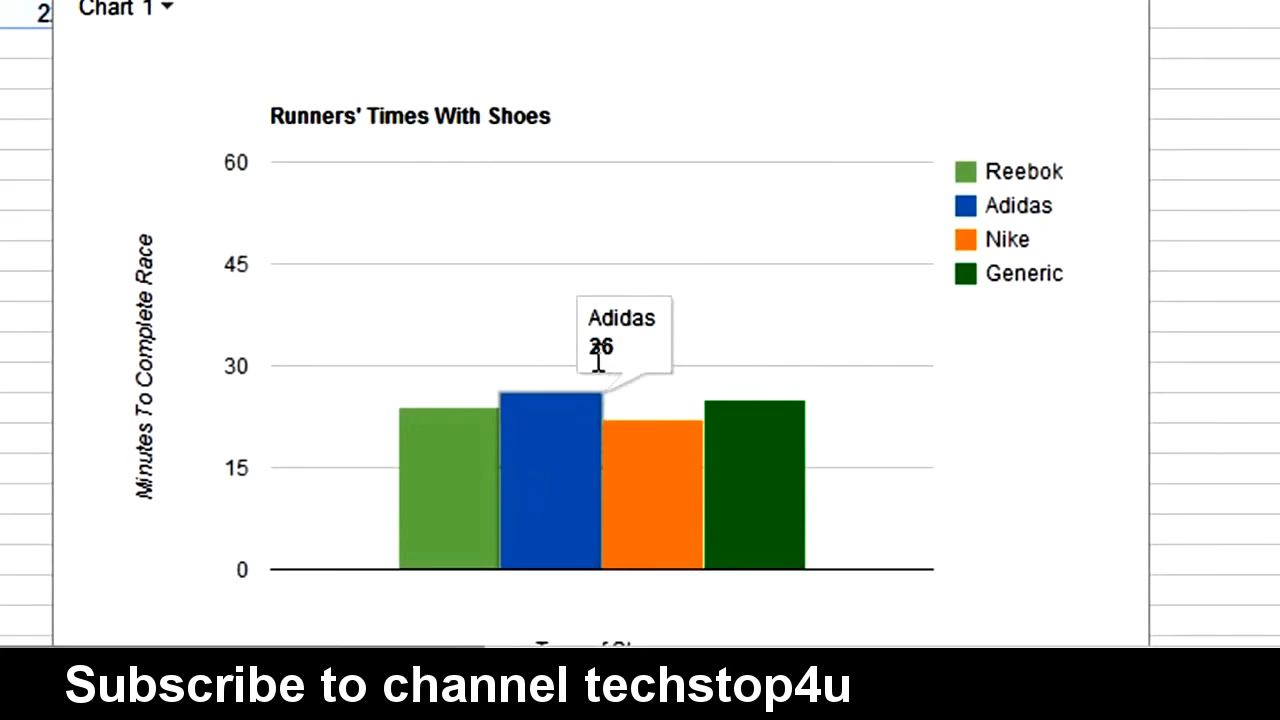 2
Chart 1
Runners' Times With Shoes
60
45
30
15
0
Minutes To Complete Race
Reebok
Adidas
Nike
Generic
Adidas
26
Subscribe to channel techstop4u